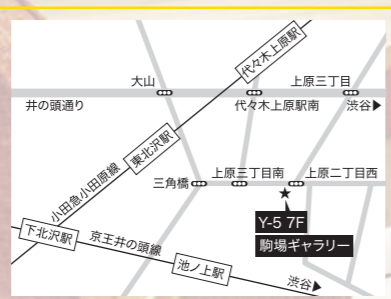 代々木上原駅
大山
上原三丁目
井の頭通り
代々木上原駅南
渋谷▶
東北沢駅
小田急小田原線
三角橋
上原三丁目南
上原二丁目西
下北沢駅
京王井の頭線
池ノ上駅
Y-5 7F
駒場ギャラリー
渋谷▶